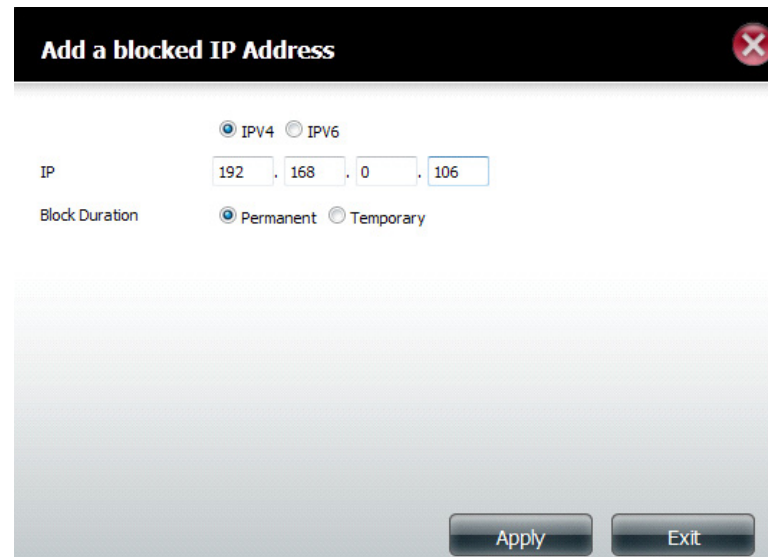 Add a blocked IP Address
IPV4 IPV6
IP 192 . 168 . 0 . 106
Block Duration Permanent Temporary
Apply Exit